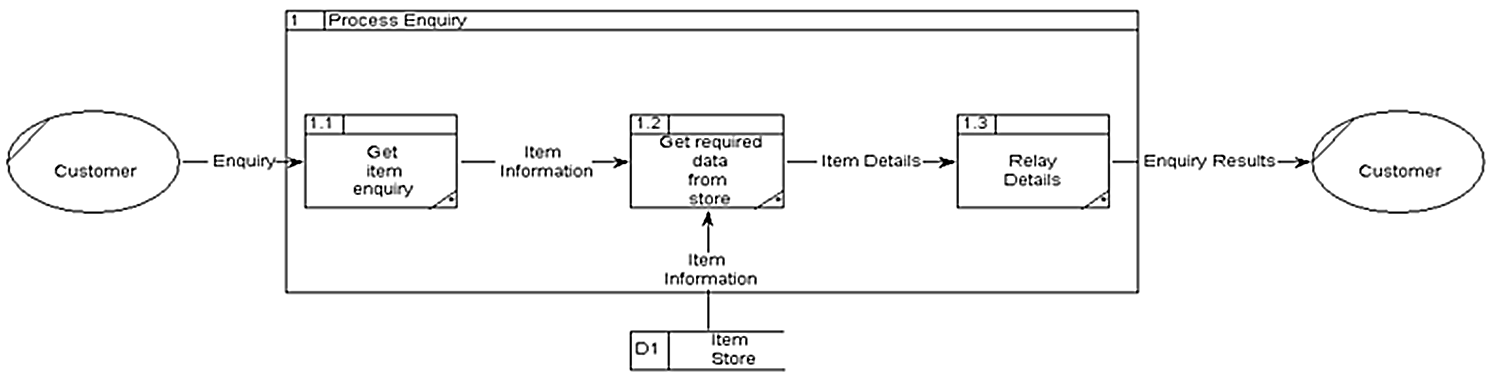 1 Process Enquiry
1.1
1.2
1.3
Customer
Enquiry
Get
item
enquiry
Item
Information
Get required
data
from
store
Item Details
Relay
Details
Enquiry Results
Customer
Item
Information
D1
Item
Store